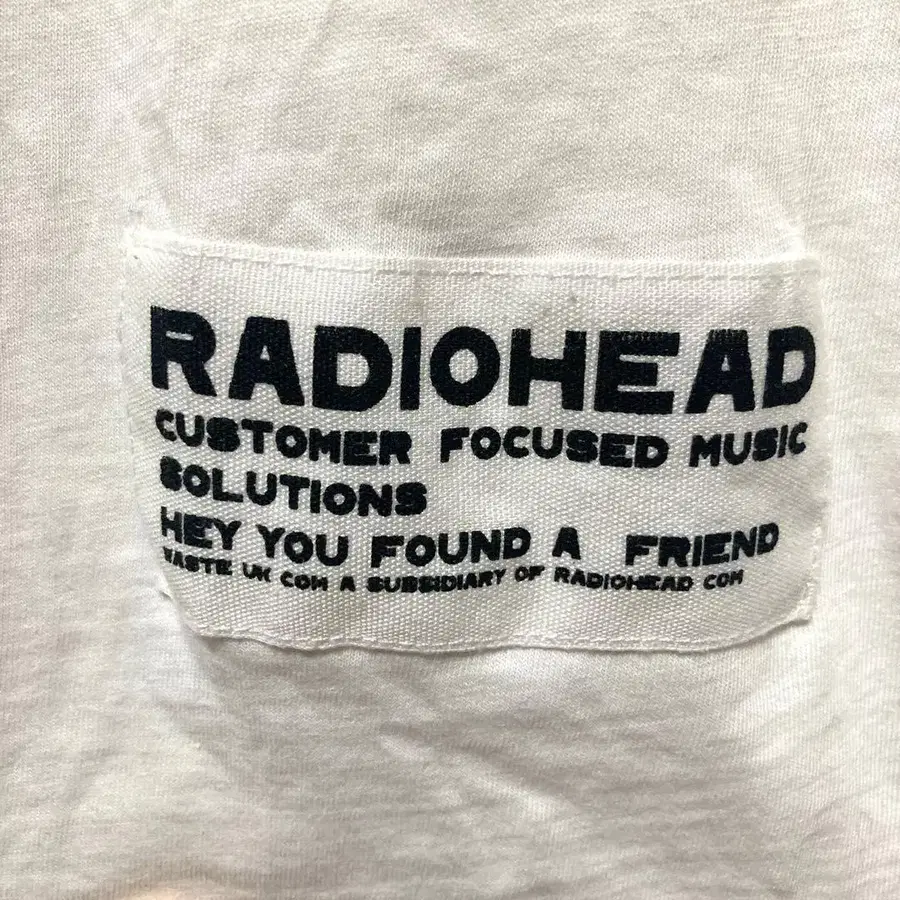 RADIOHEAD
CUSTOMER FOCUSED MUSIC
SOLUTIONS
HEY YOU FOUND A FRIEND
WASTE UK COM A SUBSIDIARY OF RADIOHEAD COM